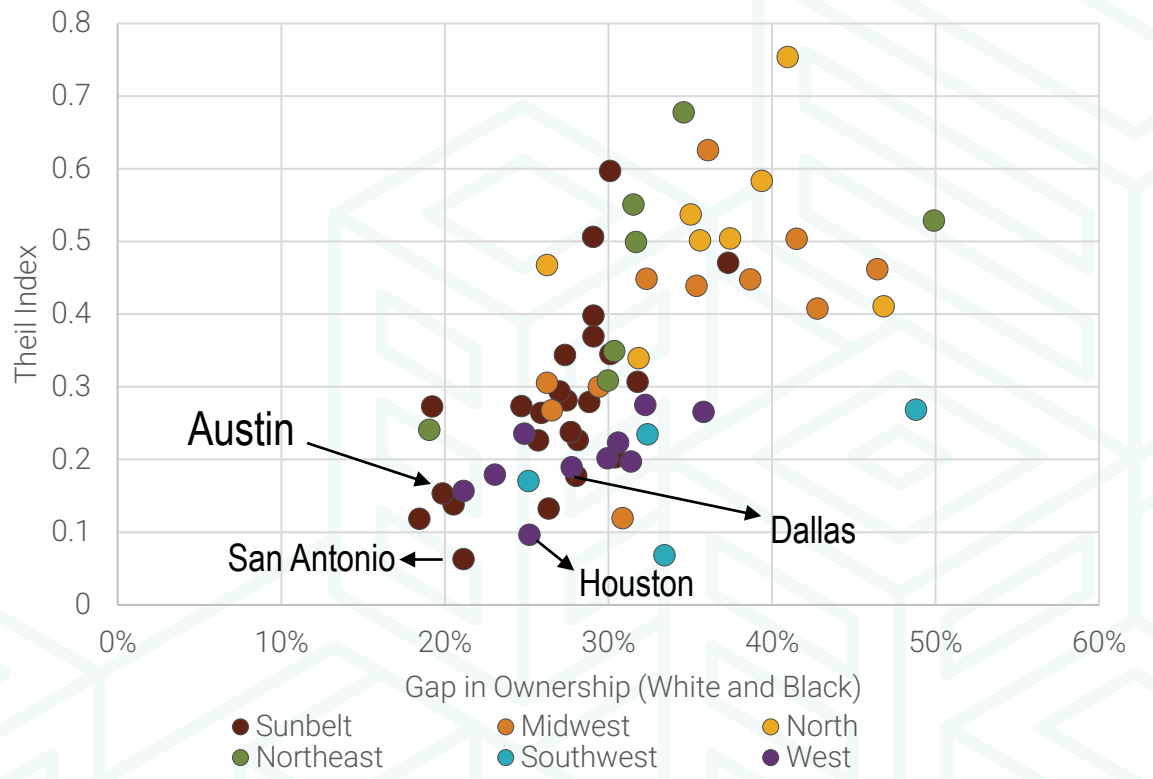 0.8
0.7
0.6
0.5
0.4
0.3
0.2
0.1
0
Theil Index
Austin
San Antonio
Dallas
Houston
0% 10% 20% 30% 40% 50% 60%
Gap in Ownership (White and Black)
Sunbelt Midwest North
Northeast Southwest West